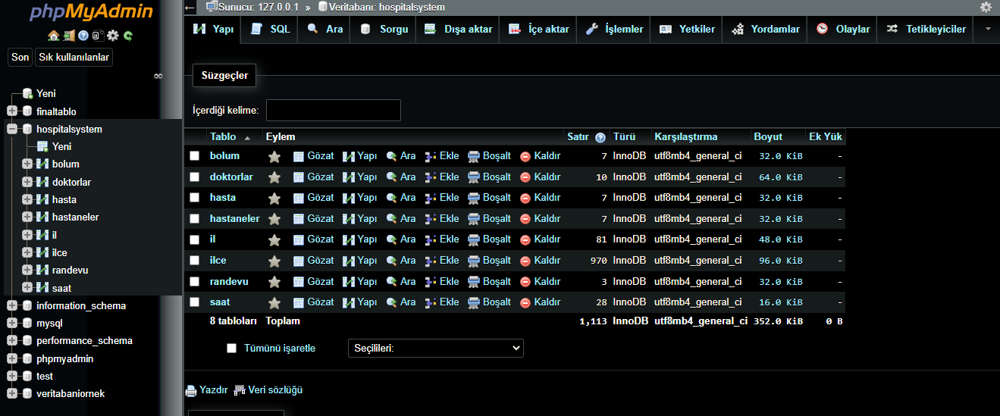 phpMyAdmin
Son Sık kullanılanlar
Yeni
finaltablo
hospitalsystem
Yeni
bolum
doktorlar
hasta
hastaneler
il
ilce
randevu
saat
information_schema
mysql
performance_schema
phpmyadmin
test
veritabaniornek
Sunucu: 127.0.0.1 » Veritabanı: hospitalsystem
Yapı SQL Ara Sorgu Dışa aktar İçe aktar İşlemler Yetkiler Yordamlar Olaylar Tetikleyiciler
Süzgeçler
İçerdiği kelime:
Tablo Eylem Satır Türü Karşılaştırma Boyut Ek Yük
bolum Gözat Yapı Ara Ekle Boşalt Kaldır 7 InnoDB utf8mb4_general_ci 32.0 KiB -
doktorlar Gözat Yapı Ara Ekle Boşalt Kaldır 10 InnoDB utf8mb4_general_ci 64.0 KiB -
hasta Gözat Yapı Ara Ekle Boşalt Kaldır 7 InnoDB utf8mb4_general_ci 32.0 KiB -
hastaneler Gözat Yapı Ara Ekle Boşalt Kaldır 7 InnoDB utf8mb4_general_ci 32.0 KiB -
il Gözat Yapı Ara Ekle Boşalt Kaldır 81 InnoDB utf8mb4_general_ci 48.0 KiB -
ilce Gözat Yapı Ara Ekle Boşalt Kaldır 970 InnoDB utf8mb4_general_ci 96.0 KiB -
randevu Gözat Yapı Ara Ekle Boşalt Kaldır 3 InnoDB utf8mb4_general_ci 32.0 KiB -
saat Gözat Yapı Ara Ekle Boşalt Kaldır 28 InnoDB utf8mb4_general_ci 16.0 KiB -
8 tabloları Toplam 1,113 InnoDB utf8mb4_general_ci 352.0 KiB 0 B
Tümünü işaretle Seçilileri:
Yazdır Veri sözlüğü